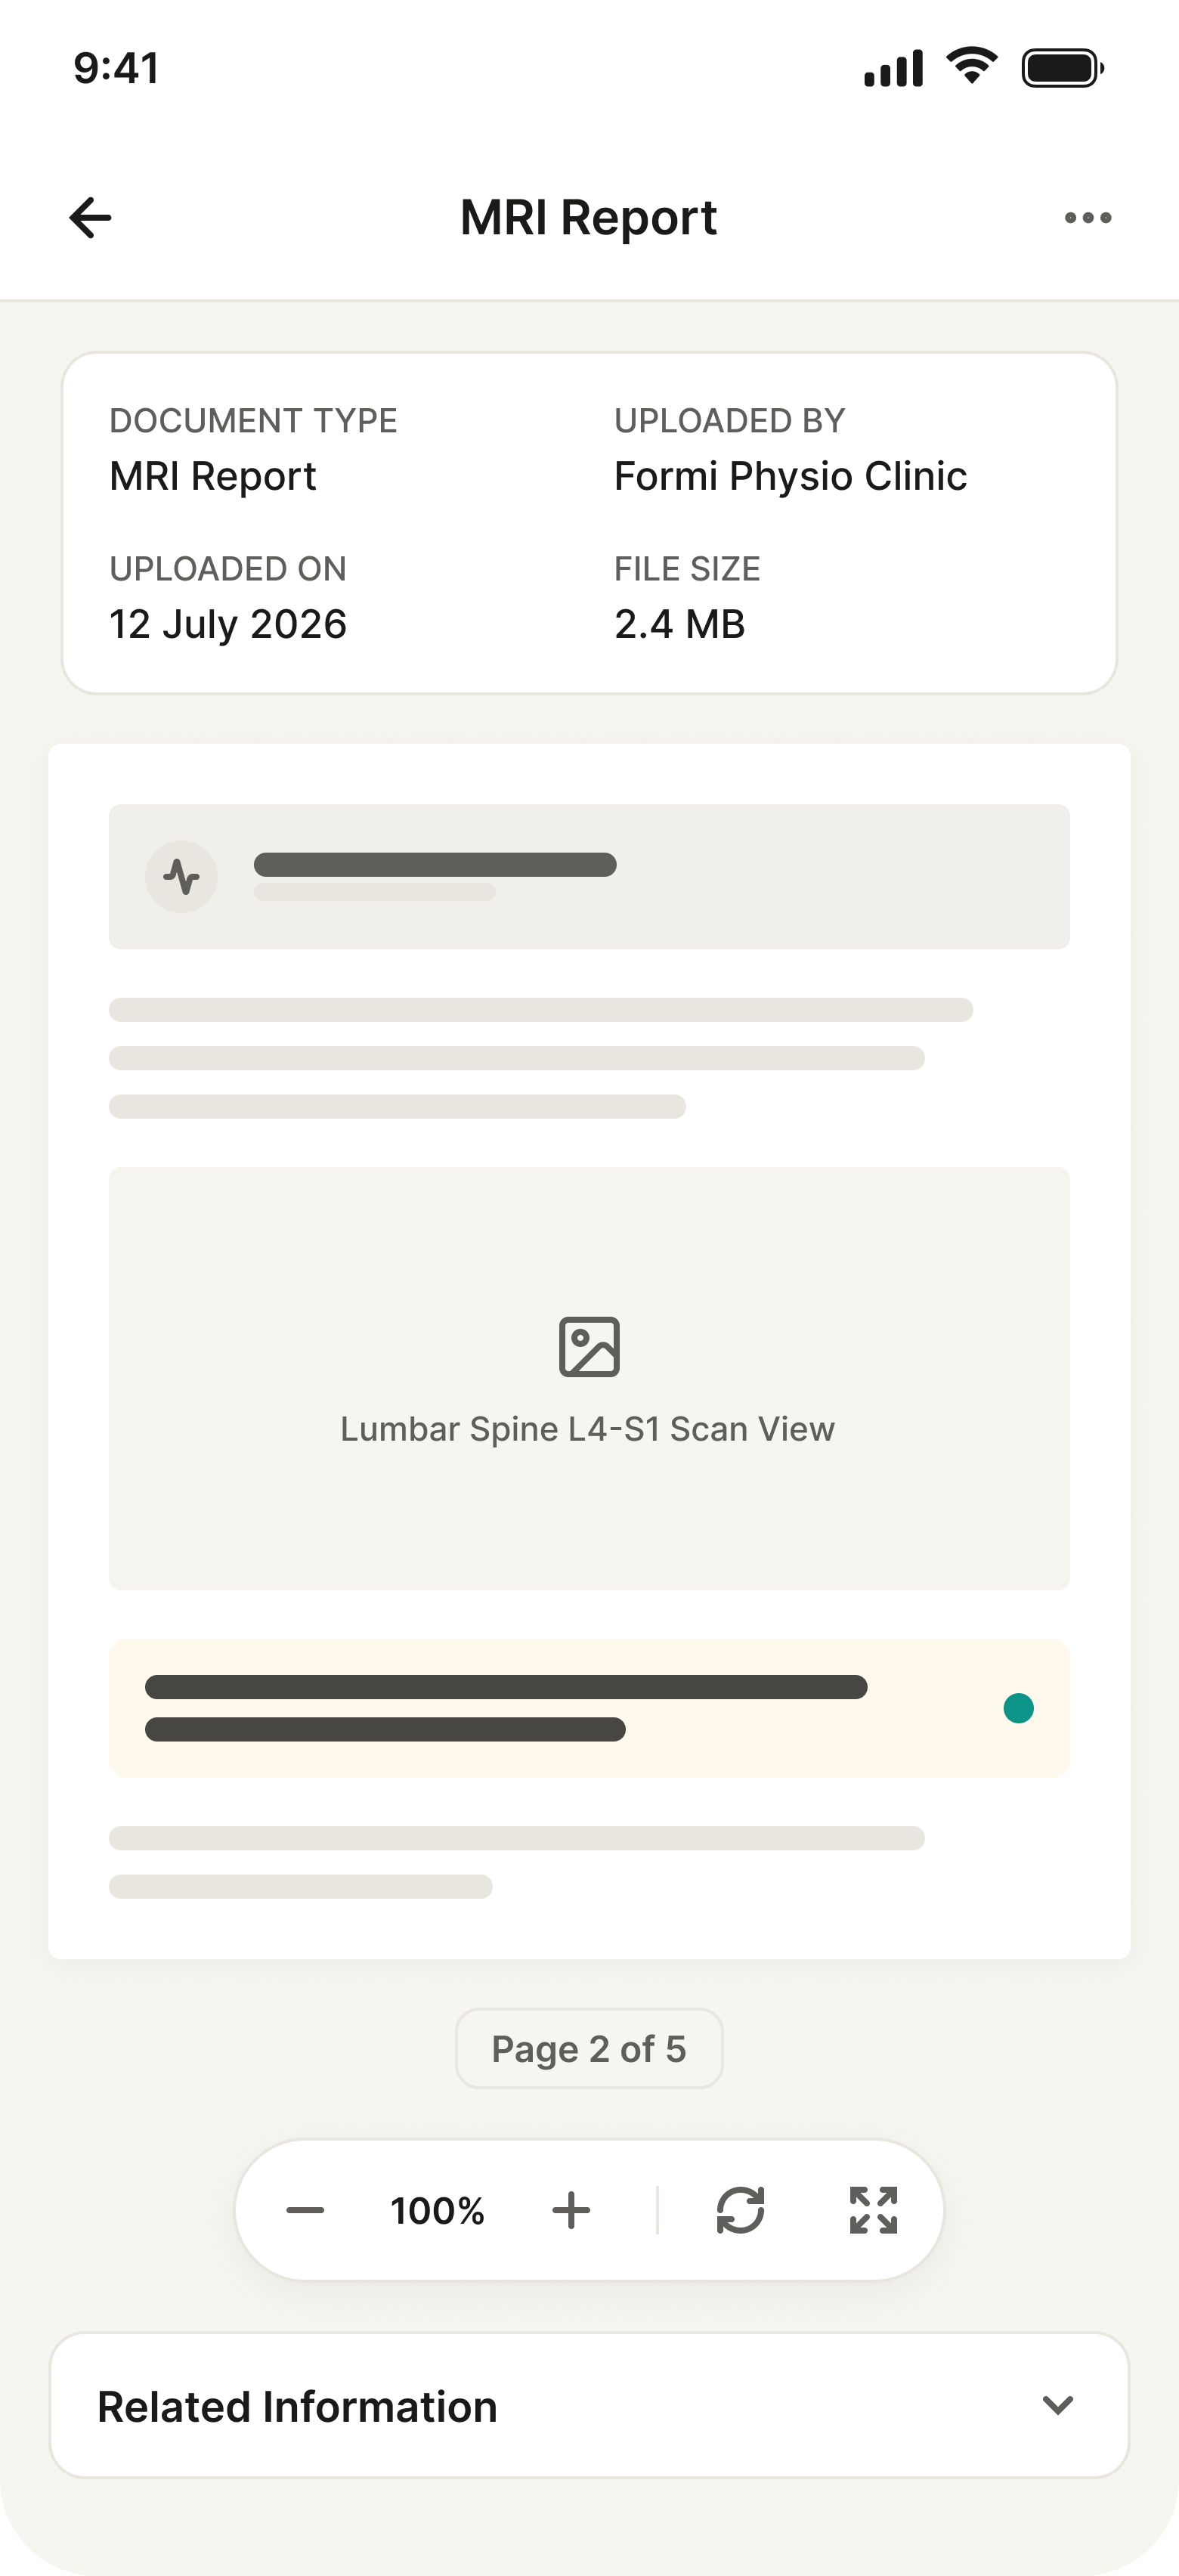 9:41
MRI Report
DOCUMENT TYPE
MRI Report
UPLOADED BY
Formi Physio Clinic
UPLOADED ON
12 July 2026
FILE SIZE
2.4 MB
Lumbar Spine L4-S1 Scan View
Page 2 of 5
100%
Related Information